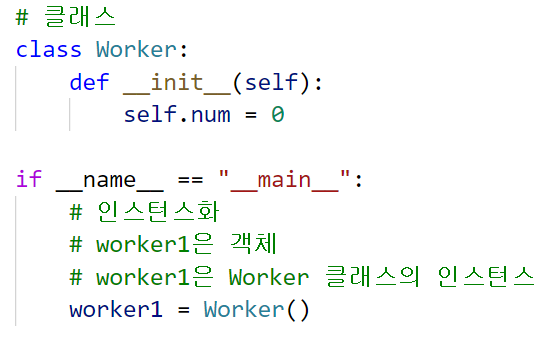 # 클래스
class Worker:
    def __init__(self):
        self.num = 0

if __name__ == "__main__":
    # 인스턴스화
    # worker1은 객체
    # worker1은 Worker 클래스의 인스턴스
    worker1 = Worker()